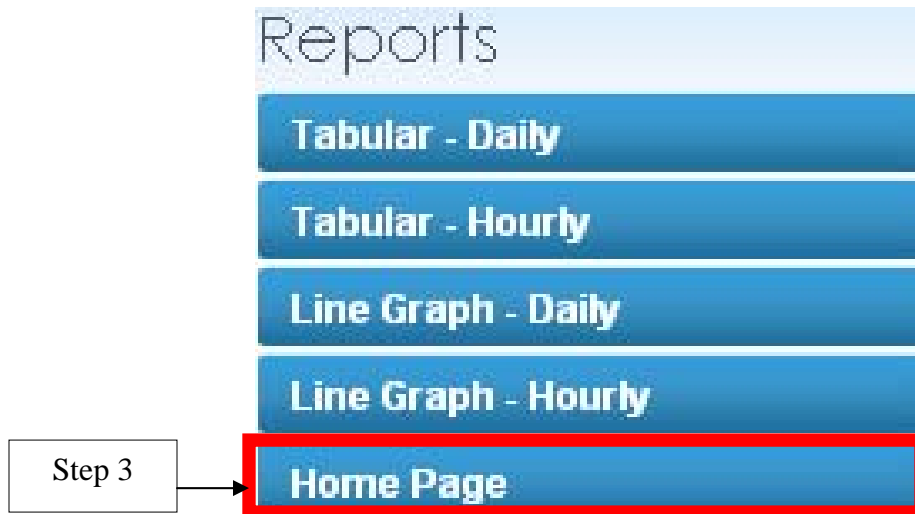 Reports
Tabular - Daily
Tabular - Hourly
Line Graph - Daily
Line Graph - Hourly
Step 3
Home Page